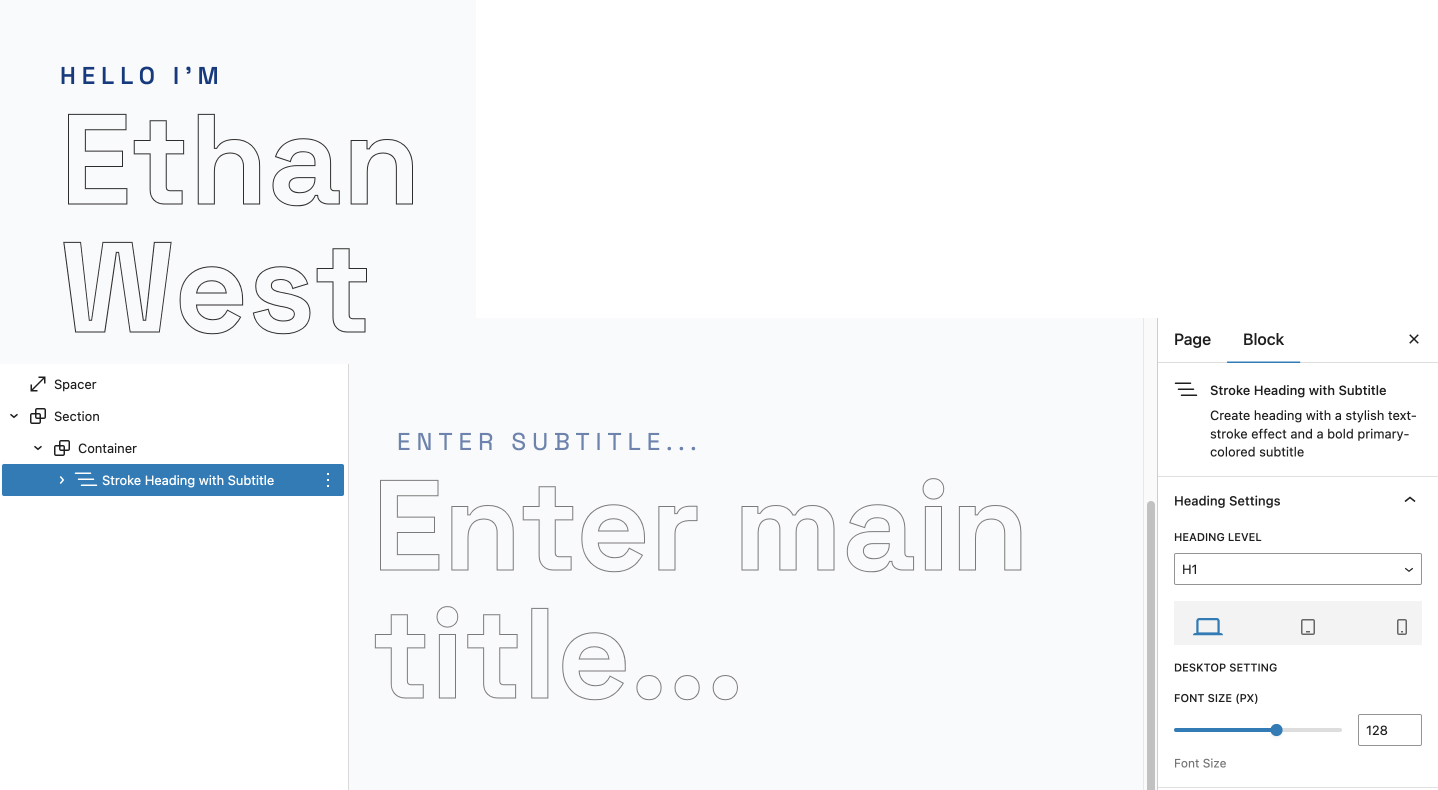 HELLO I’M
Ethan
West
Spacer
Section
Container
Stroke Heading with Subtitle
ENTER SUBTITLE...
Enter main
title...
Page Block
Stroke Heading with Subtitle
Create heading with a stylish text-
stroke effect and a bold primary-
colored subtitle
Heading Settings
HEADING LEVEL
H1
DESKTOP SETTING
FONT SIZE (PX)
128
Font Size